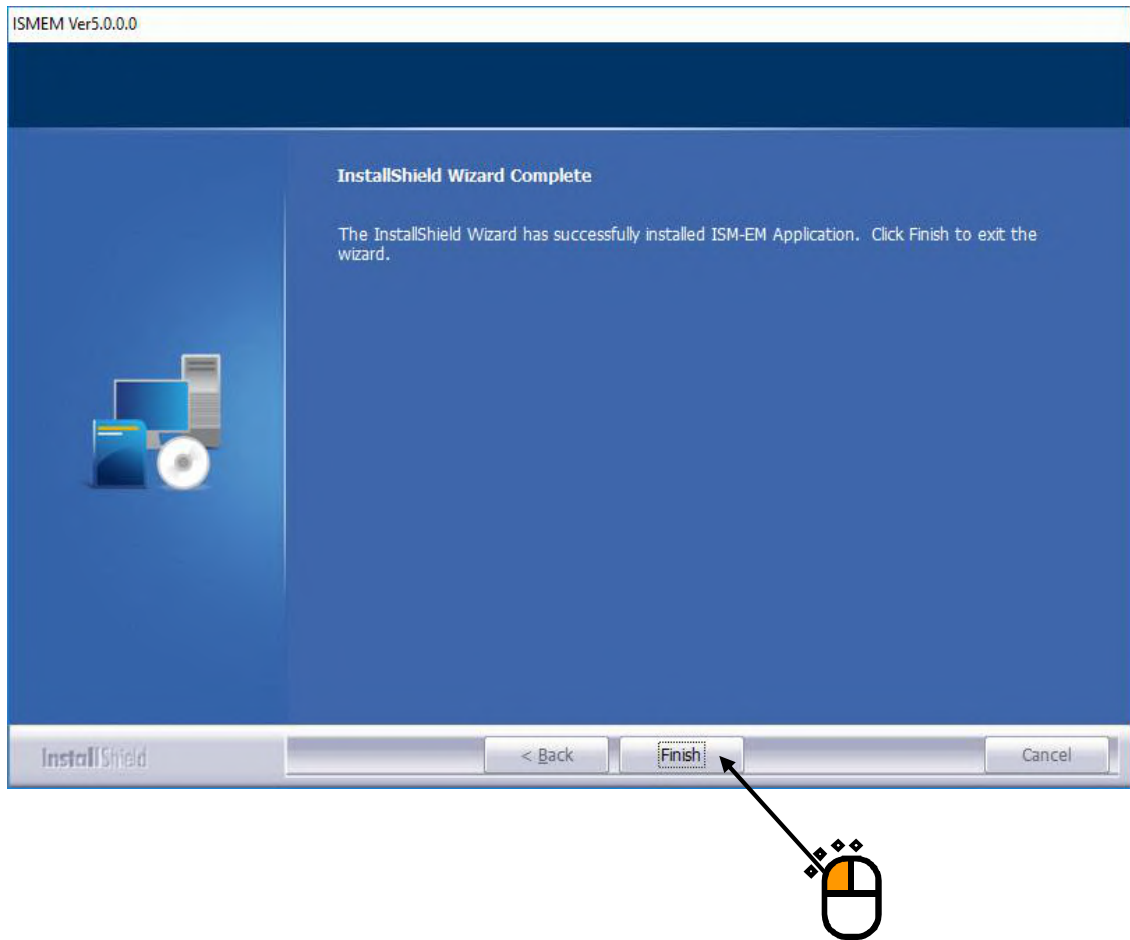 ISMEM Ver5.0.0.0
InstallShield Wizard Complete
The InstallShield Wizard has successfully installed ISM-EM Application.  Click Finish to exit the
wizard.
InstallShield
< Back
Finish
Cancel